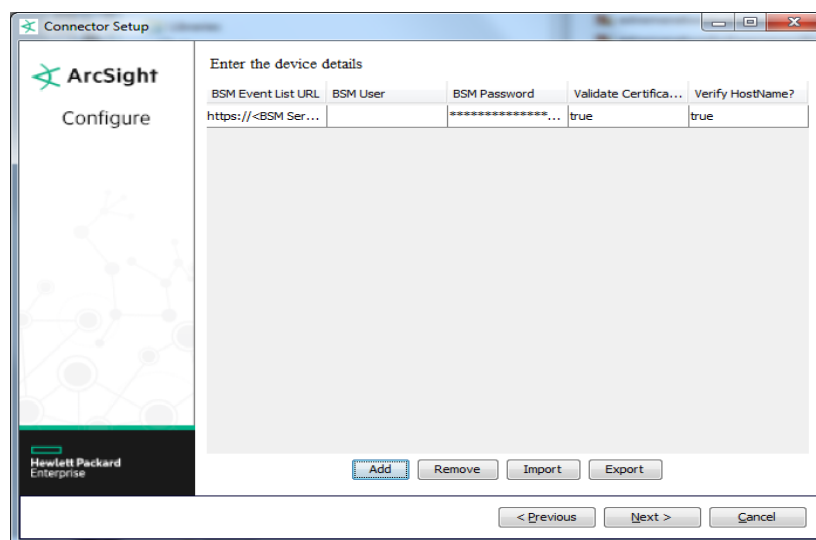 Connector Setup
ArcSight
Configure
Enter the device details
BSM Event List URL BSM User BSM Password Validate Certifica... Verify HostName?
https://<BSM Ser... **************... true true
Add Remove Import Export
Hewlett Packard
Enterprise
< Previous Next > Cancel